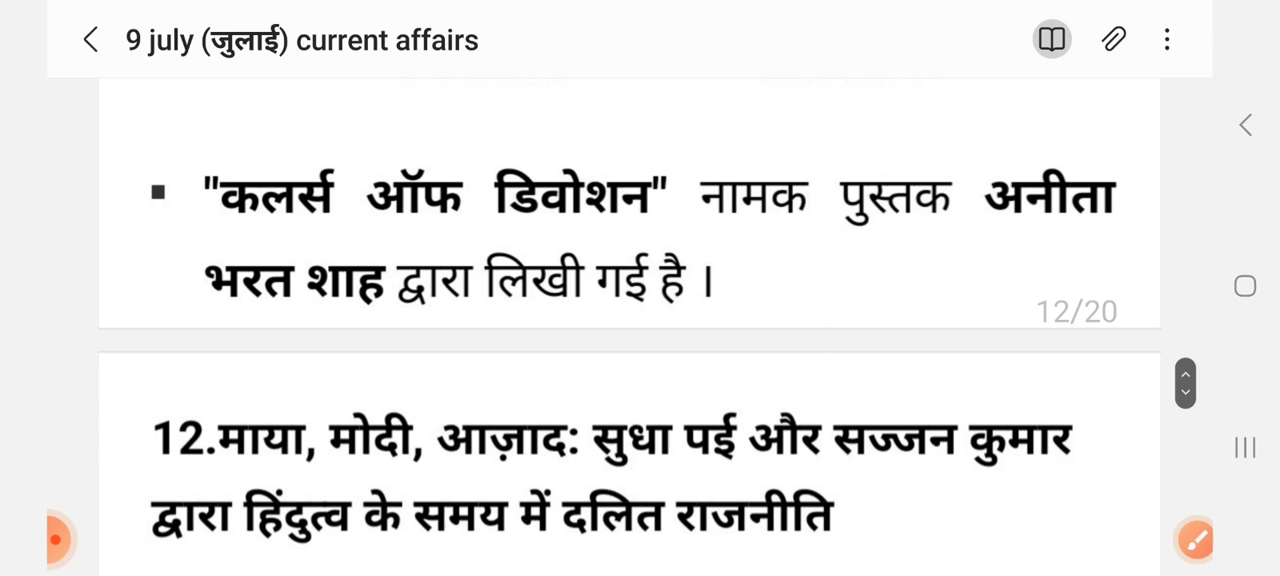 9 july (जुलाई) current affairs
"कलर्स ऑफ डिवोशन" नामक पुस्तक अनीता
भरत शाह द्वारा लिखी गई है ।
12/20
12.माया, मोदी, आज़ाद: सुधा पई और सज्जन कुमार
द्वारा हिंदुत्व के समय में दलित राजनीति